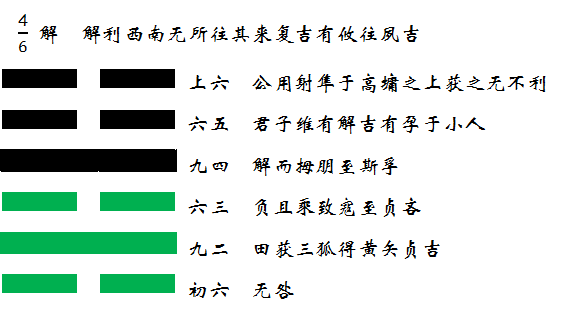 4/6 解 解利西南无所往其来复吉有攸往夙吉
上六 公用射隼于高墉之上获之无不利
六五 君子维有解吉有孚于小人
九四 解而拇朋至斯孚
六三 负且乘致寇至贞吝
九二 田获三狐得黄矢贞吉
初六 无咎